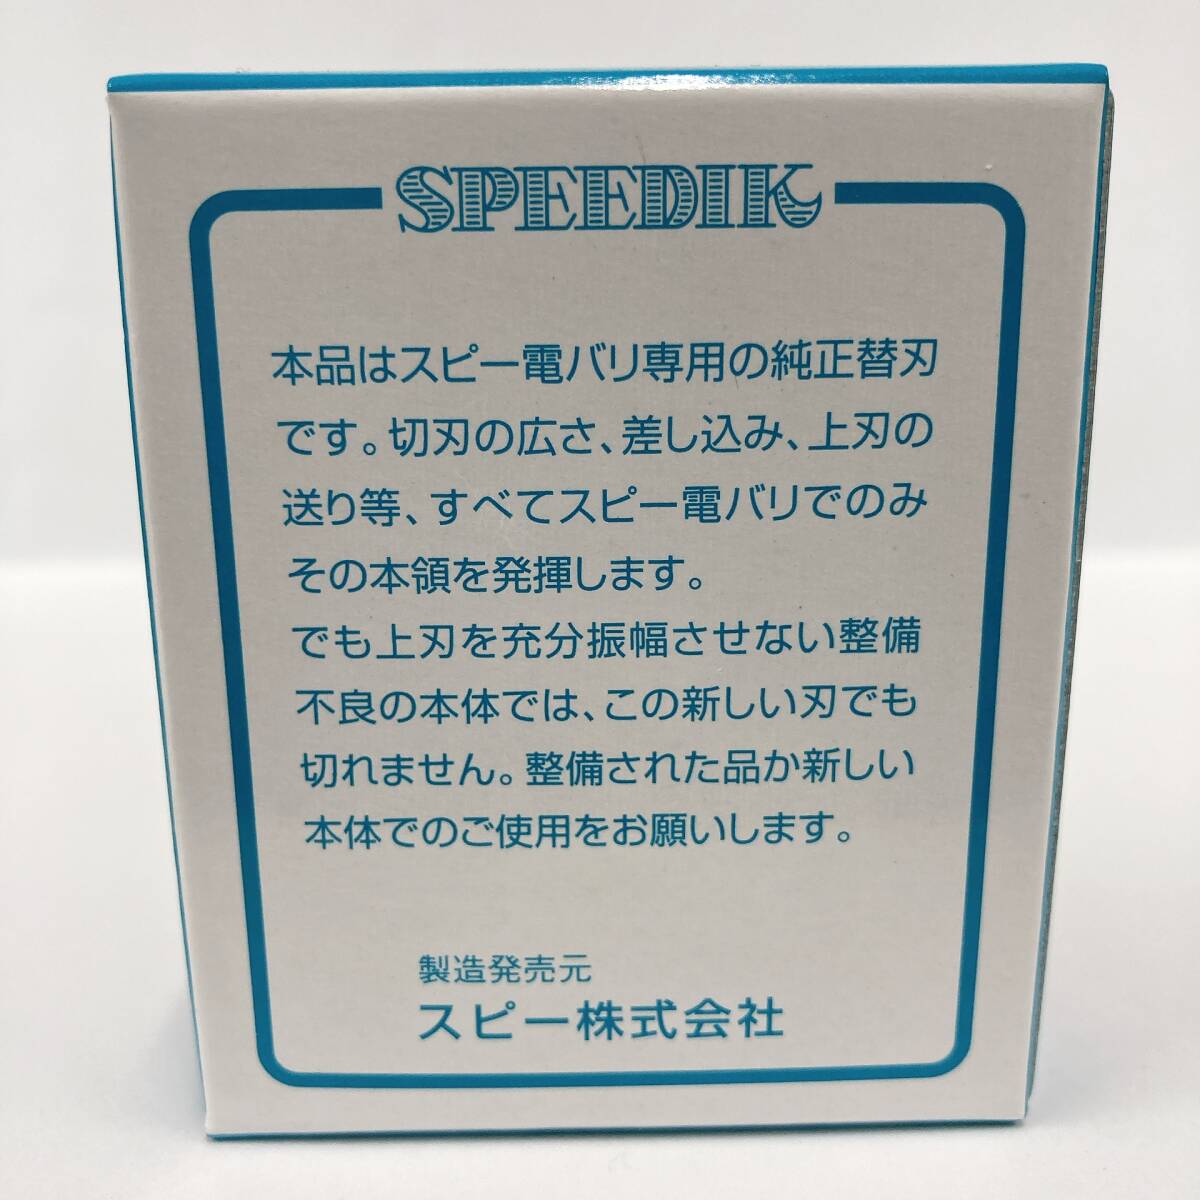 SPEEDIK
本品はスピー電バリ専用の純正替刃
です。切刃の広さ、差し込み、上刃の
送り等、すべてスピー電バリでのみ
その本領を発揮します。
でも上刃を充分振幅させない整備
不良の本体では、この新しい刃でも
切れません。整備された品か新しい
本体でのご使用をお願いします。
製造発売元
スピー株式会社